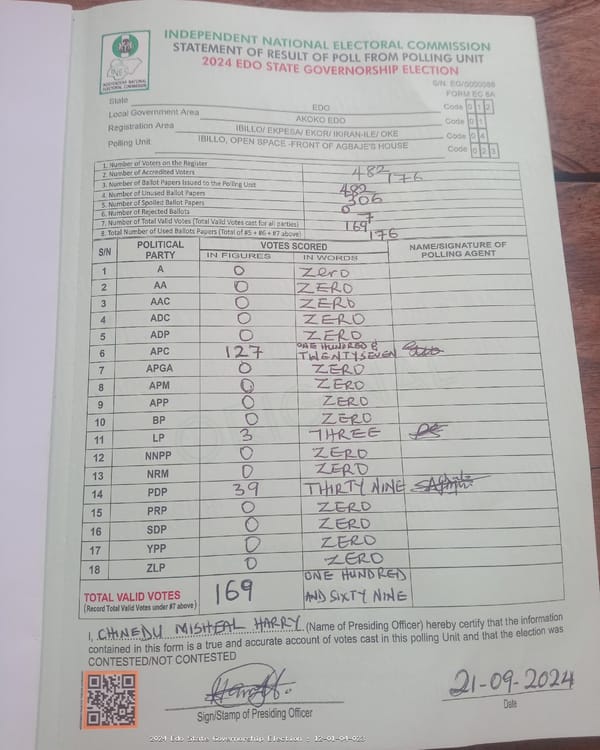 INDEPENDENT NATIONAL ELECTORAL COMMISSION
STATEMENT OF RESULT OF POLL FROM POLLING UNIT
2024 EDO STATE GOVERNORSHIP ELECTION
INDEPENDENT NATIONAL ELECTORAL COMMISSION
FORM EC 8A
State EDO Code 1 2
Local Government Area AKOKO EDO Code 0 1
Registration Area IBILLO/ EKPESA/ EKOR/ IKIRAN-ILE/ OKE Code 0 4
Polling Unit IBILLO, OPEN SPACE -FRONT OF AGBAJE'S HOUSE Code 0 2 3
1. Number of Voters on the Register 482
2. Number of Accredited Voters 176
3. Number of Ballot Papers Issued to the Polling Unit 482
4. Number of Unused Ballot Papers 306
5. Number of Spoiled Ballot Papers 0
6. Number of Rejected Ballots 7
7. Number of Total Valid Votes (Total Valid Votes cast for all parties) 169
8. Total Number of Used Ballots Papers (Total of #5 + #6 + #7 above) 176
S/N POLITICAL PARTY VOTES SCORED NAME/SIGNATURE OF POLLING AGENT
IN FIGURES IN WORDS
1 A 0 Zero
2 AA 0 ZERO
3 AAC 0 ZERO
4 ADC 0 ZERO
5 ADP 0 ZERO
6 APC 127 ONE HUNDRED & TWENTYSEVEN
7 APGA 0 ZERO
8 APM 0 ZERO
9 APP 0 ZERO
10 BP 0 ZERO
11 LP 3 THREE
12 NNPP 0 ZERO
13 NRM 0 ZERO
14 PDP 39 THIRTY NINE
15 PRP 0 ZERO
16 SDP 0 ZERO
17 YPP 0 ZERO
18 ZLP 0 ZERO
TOTAL VALID VOTES 169 ONE HUNDRED
(Record Total Valid Votes under #7 above) AND SIXTY NINE
I, CHINEDU MISHEAL HARRY (Name of Presiding Officer) hereby certify that the information
contained in this form is a true and accurate account of votes cast in this polling Unit and that the election was
CONTESTED/NOT CONTESTED
Sign/Stamp of Presiding Officer
21-09-2024
Date
2024 Edo State Governorship Election - 12-01-04-023